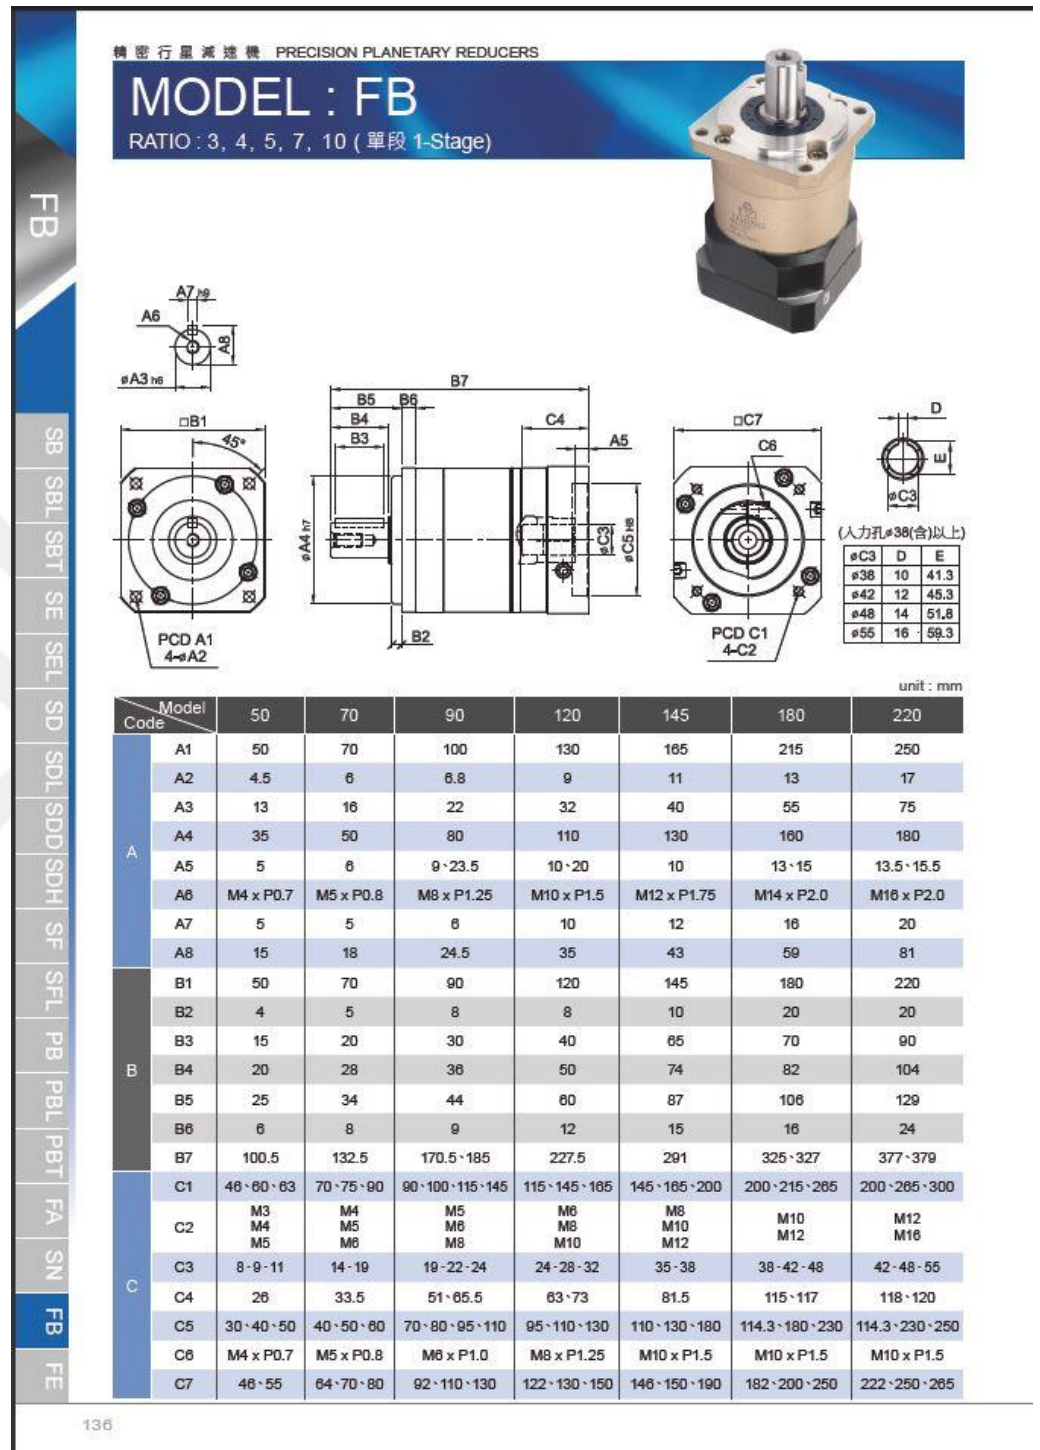 精密行星減速機 PRECISION PLANETARY REDUCERS
MODEL : FB
RATIO : 3, 4, 5, 7, 10 ( 單段 1-Stage)
FB
A7 h9
A6
A8
øA3 h6
□B1
45°
PCD A1
4-øA2
B7
B5 B6
B4
B3
C4
A5
øA4 h7
øC3
øC5 H8
B2
□C7
C6
PCD C1
4-C2
D
E
øC3
(入力孔ø38(含)以上)
øC3 D E
ø38 10 41.3
ø42 12 45.3
ø48 14 51.8
ø55 16 59.3
unit : mm
Code Model 50 70 90 120 145 180 220
A
A1 50 70 100 130 165 215 250
A2 4.5 6 6.8 9 11 13 17
A3 13 16 22 32 40 55 75
A4 35 50 80 110 130 160 180
A5 5 6 9、23.5 10、20 10 13、15 13.5、15.5
A6 M4 x P0.7 M5 x P0.8 M8 x P1.25 M10 x P1.5 M12 x P1.75 M14 x P2.0 M16 x P2.0
A7 5 5 6 10 12 16 20
A8 15 18 24.5 35 43 59 81
B
B1 50 70 90 120 145 180 220
B2 4 5 8 8 10 20 20
B3 15 20 30 40 65 70 90
B4 20 28 36 50 74 82 104
B5 25 34 44 60 87 106 129
B6 6 8 9 12 15 16 24
B7 100.5 132.5 170.5、185 227.5 291 325、327 377、379
C
C1 46、60、63 70、75、90 90、100、115、145 115、145、165 145、165、200 200、215、265 200、265、300
C2 M3 M4 M5 M4 M5 M6 M5 M6 M8 M6 M8 M10 M8 M10 M12 M10 M12 M12 M16
C3 8 - 9 - 11 14 - 19 19 - 22 - 24 24 - 28 - 32 35 - 38 38 - 42 - 48 42 - 48 - 55
C4 26 33.5 51、65.5 63、73 81.5 115、117 118、120
C5 30、40、50 40、50、60 70、80、95、110 95、110、130 110、130、180 114.3、180、230 114.3、230、250
C6 M4 x P0.7 M5 x P0.8 M6 x P1.0 M8 x P1.25 M10 x P1.5 M10 x P1.5 M10 x P1.5
C7 46、55 64、70、80 92、110、130 122、130、150 146、150、190 182、200、250 222、250、265
SB
SBL
SBT
SE
SEL
SD
SDL
SDD
SDH
SF
SFL
PB
PBL
PBT
FA
SN
FB
FE
136